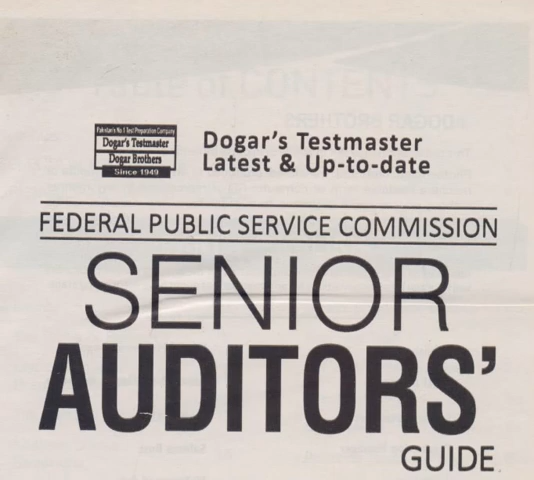 Pakistan's No.1 Test Preparation Company
Dogar's Testmaster
Dogar Brothers
Since 1949
Dogar's Testmaster
Latest & Up-to-date
FEDERAL PUBLIC SERVICE COMMISSION
SENIOR
AUDITORS'
GUIDE